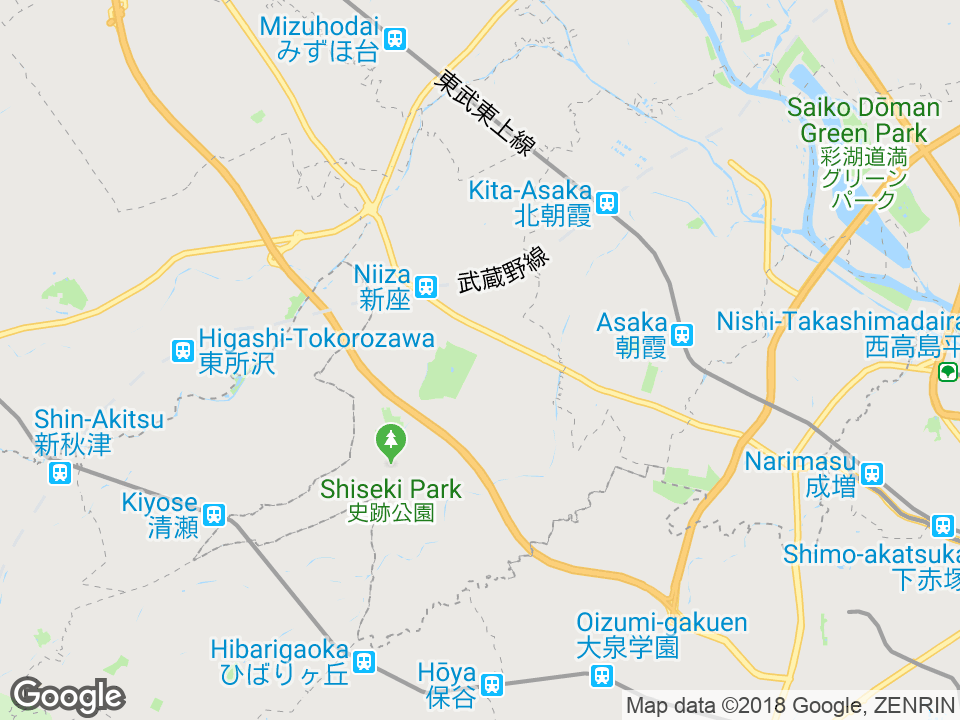 Mizuhodai
みずほ台
東武東上線
Saiko Dōman
Green Park
彩湖道満
グリーン
パーク
Kita-Asaka
北朝霞
武蔵野線
Niiza
新座
Asaka
朝霞
Nishi-Takashimadaira
西高島平
Higashi-Tokorozawa
東所沢
Shin-Akitsu
新秋津
Narimasu
成増
Shiseki Park
史跡公園
Kiyose
清瀬
Shimo-akatsuka
下赤塚
Oizumi-gakuen
大泉学園
Hibarigaoka
ひばりヶ丘
Hōya
保谷
Google
Map data ©2018 Google, ZENRIN